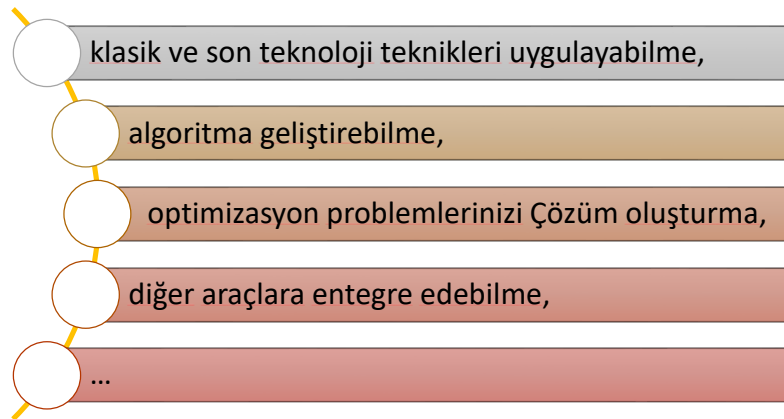 klasik ve son teknoloji teknikleri uygulayabilme,
algoritma geliştirebilme,
optimizasyon problemlerinizi Çözüm oluşturma,
diğer araçlara entegre edebilme,
...